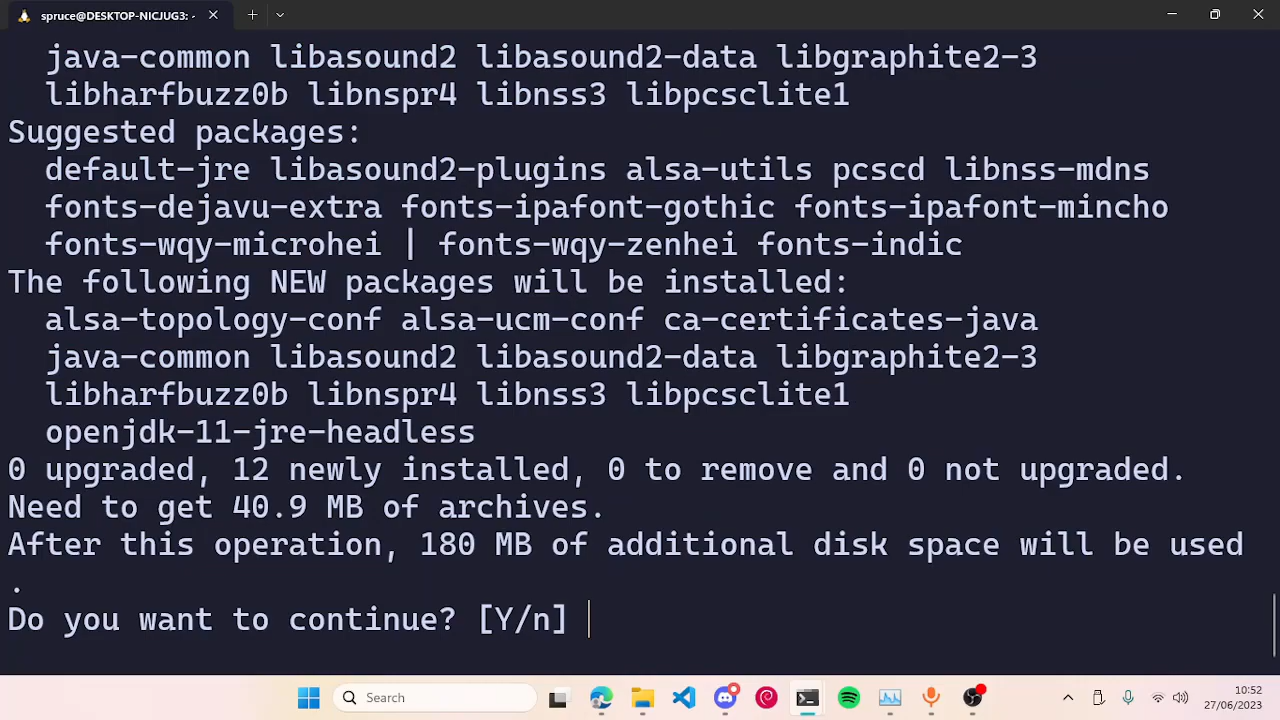 spruce@DESKTOP-NICJUG3: -
java-common libasound2 libasound2-data libgraphite2-3
libharfbuzz0b libnspr4 libnss3 libpcsclite1
Suggested packages:
default-jre libasound2-plugins alsa-utils pcscd libnss-mdns
fonts-dejavu-extra fonts-ipafont-gothic fonts-ipafont-mincho
fonts-wqy-microhei | fonts-wqy-zenhei fonts-indic
The following NEW packages will be installed:
alsa-topology-conf alsa-ucm-conf ca-certificates-java
java-common libasound2 libasound2-data libgraphite2-3
libharfbuzz0b libnspr4 libnss3 libpcsclite1
openjdk-11-jre-headless
0 upgraded, 12 newly installed, 0 to remove and 0 not upgraded.
Need to get 40.9 MB of archives.
After this operation, 180 MB of additional disk space will be used
.
Do you want to continue? [Y/n]
Search
10:52
27/06/2023